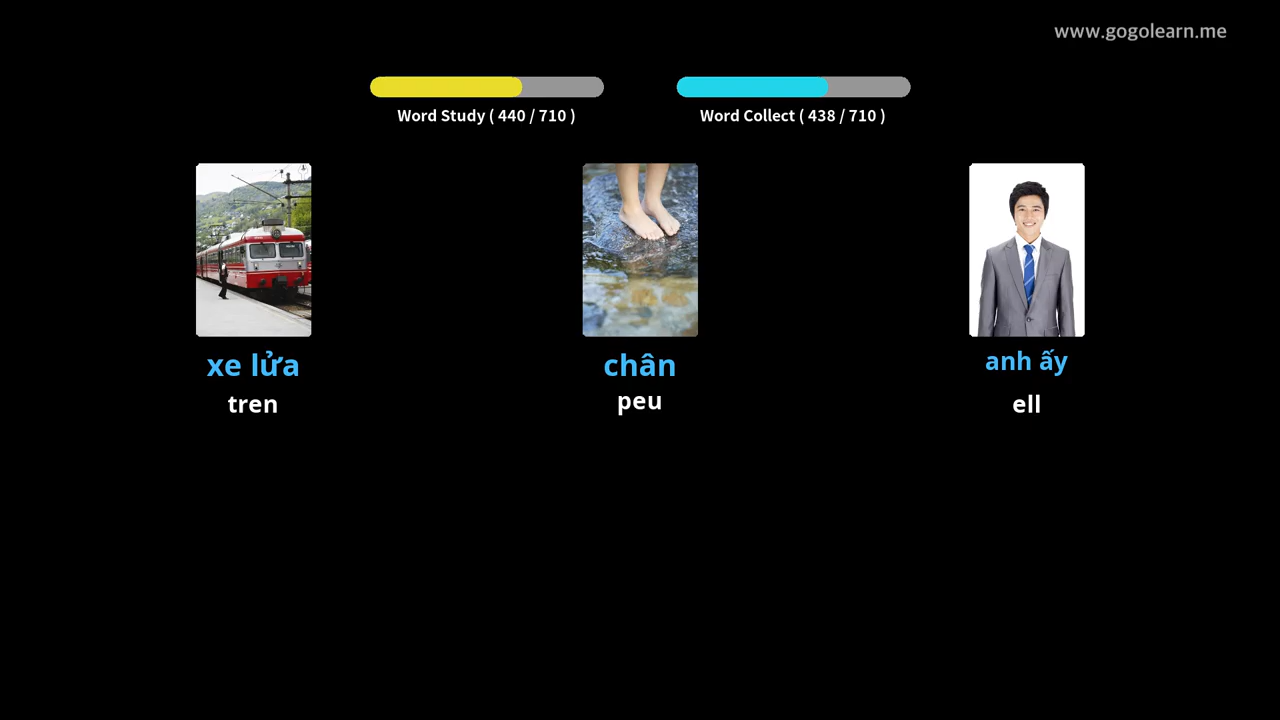 www.gogolearn.me
Word Study ( 440 / 710 )
Word Collect ( 438 / 710 )
xe lửa
chân
anh ấy
tren
peu
ell